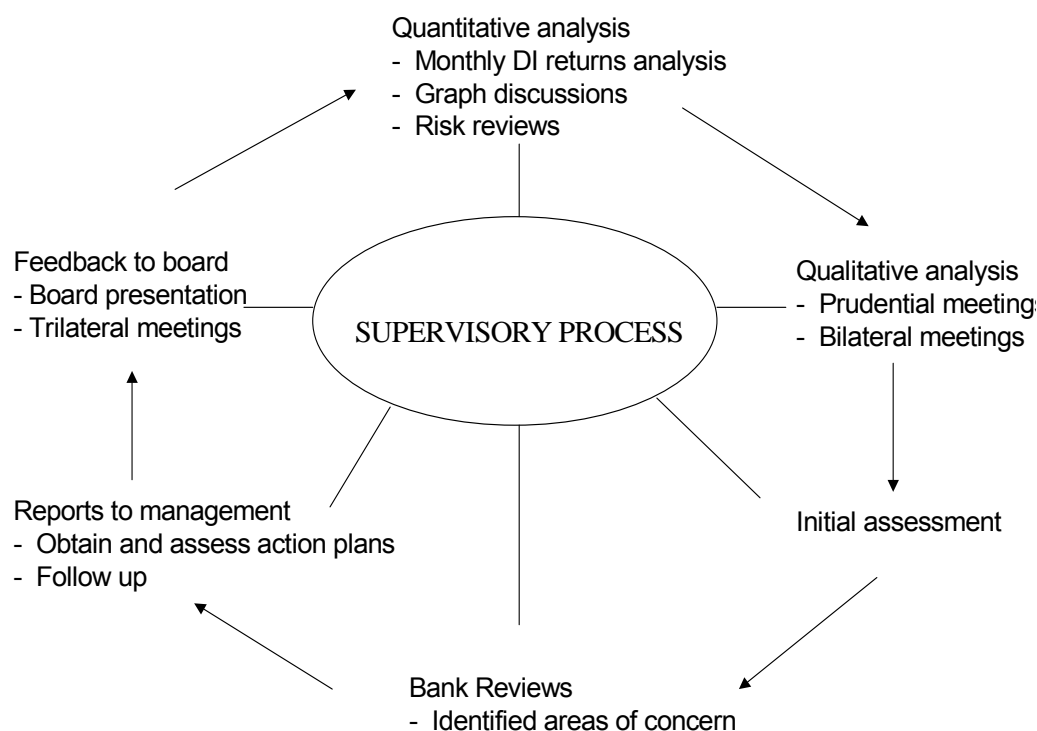 Quantitative analysis
- Monthly DI returns analysis
- Graph discussions
- Risk reviews
Feedback to board
- Board presentation
- Trilateral meetings
SUPERVISORY PROCESS
Qualitative analysis
- Prudential meetings
- Bilateral meetings
Reports to management
- Obtain and assess action plans
- Follow up
Initial assessment
Bank Reviews
- Identified areas of concern